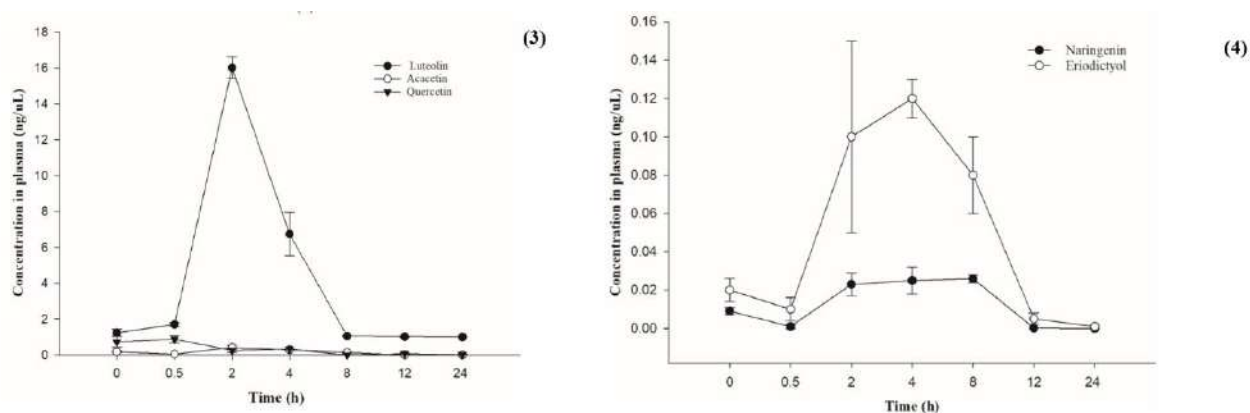 (3)
Concentration in plasma (ng/uL)
18
16
14
12
10
8
6
4
2
0
Luteolin
Acacetin
Quercetin
0 0.5 2 4 8 12 24
Time (h)
(4)
Concentration in plasma (ng/uL)
0.16
0.14
0.12
0.10
0.08
0.06
0.04
0.02
0.00
Naringenin
Eriodictyol
0 0.5 2 4 8 12 24
Time (h)